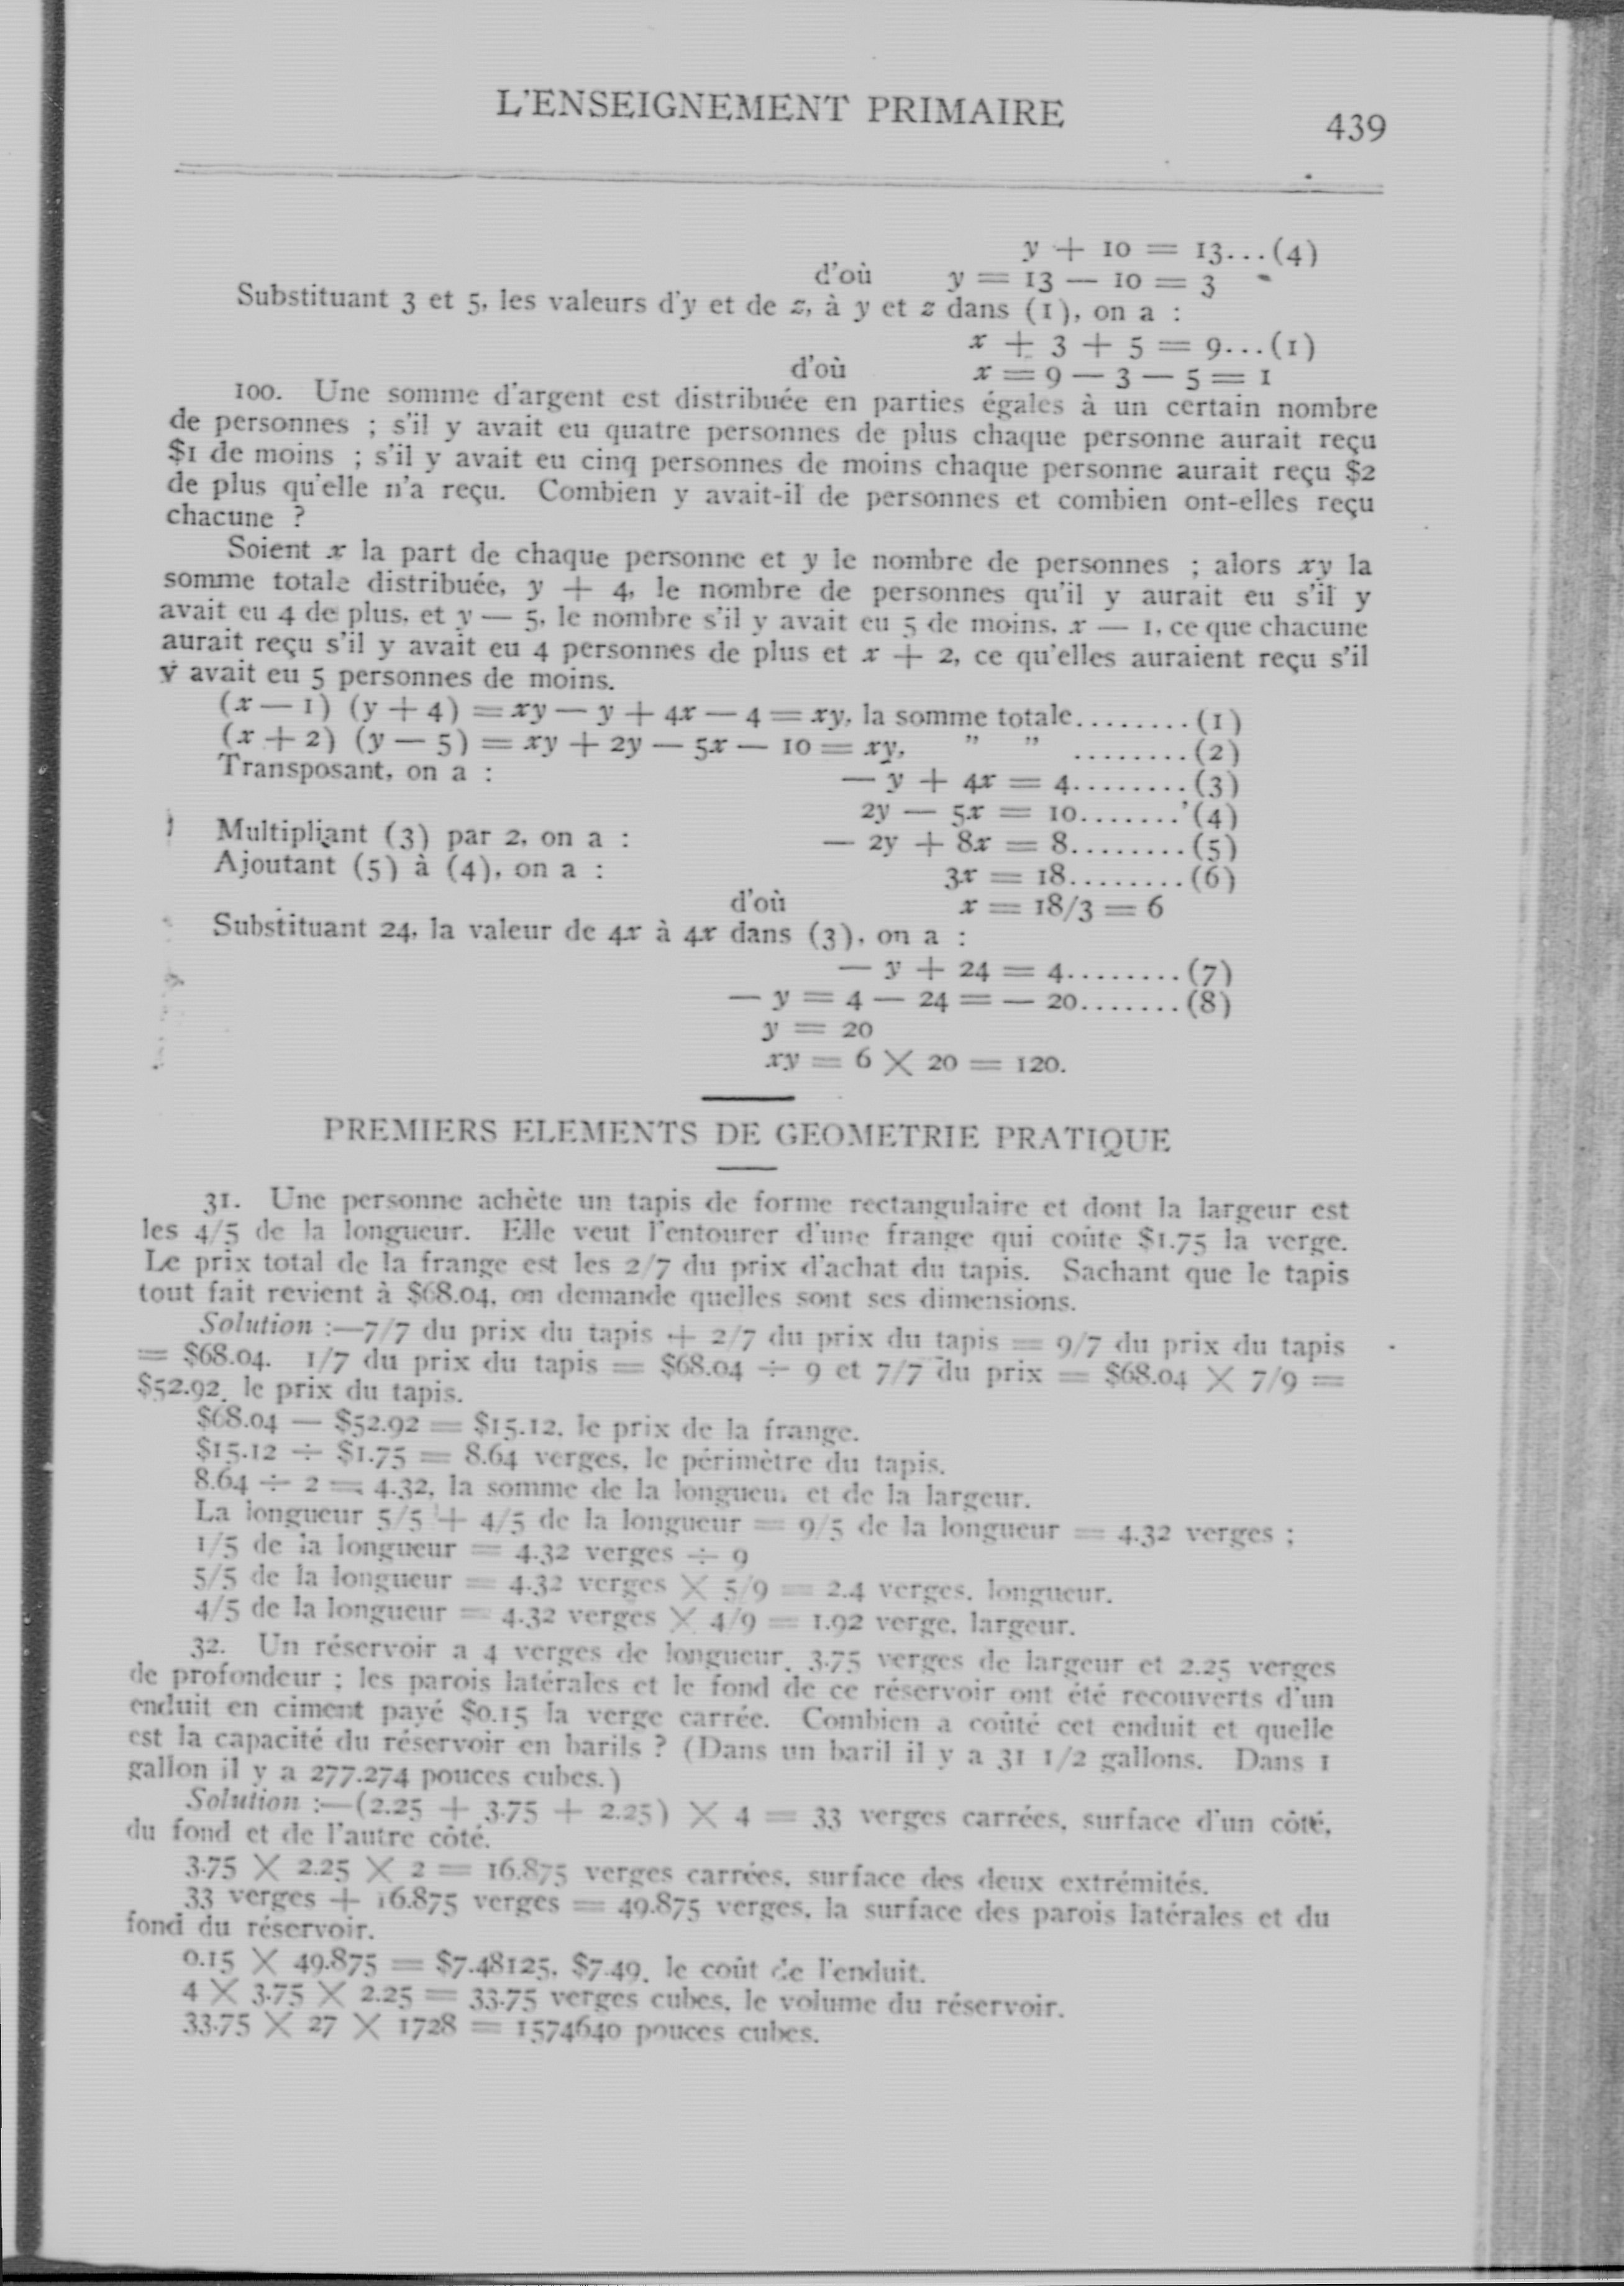 L'ENSEIGNEMENT PRIMAIRE 439
y + 10 = 13...(4)
d'où y = 13 — 10 = 3
Substituant 3 et 5, les valeurs d'y et de z, à y et z dans (1), on a :
x + 3 + 5 = 9...(1)
d'où x = 9 — 3 — 5 = 1
100. Une somme d'argent est distribuée en parties égales à un certain nombre
de personnes ; s'il y avait eu quatre personnes de plus chaque personne aurait reçu
$1 de moins ; s'il y avait eu cinq personnes de moins chaque personne aurait reçu $2
de plus qu'elle n'a reçu. Combien y avait-il de personnes et combien ont-elles reçu
chacune ?
Soient x la part de chaque personne et y le nombre de personnes ; alors xy la
somme totale distribuée, y + 4, le nombre de personnes qu'il y aurait eu s'il y
avait eu 4 de plus, et y — 5, le nombre s'il y avait eu 5 de moins, x — 1, ce que chacune
aurait reçu s'il y avait eu 4 personnes de plus et x + 2, ce qu'elles auraient reçu s'il
y avait eu 5 personnes de moins.
(x — 1) (y + 4) = xy — y + 4x — 4 = xy, la somme totale........(1)
(x + 2) (y — 5) = xy + 2y — 5x — 10 = xy, " " ........(2)
Transposant, on a : — y + 4x = 4........(3)
2y — 5x = 10.......(4)
Multipliant (3) par 2, on a : — 2y + 8x = 8........(5)
Ajoutant (5) à (4), on a : 3x = 18........(6)
d'où x = 18/3 = 6
Substituant 24, la valeur de 4x à 4x dans (3), on a :
— y + 24 = 4........(7)
— y = 4 — 24 = — 20.......(8)
y = 20
xy = 6 × 20 = 120.
PREMIERS ELEMENTS DE GEOMETRIE PRATIQUE
31. Une personne achète un tapis de forme rectangulaire et dont la largeur est
les 4/5 de la longueur. Elle veut l'entourer d'une frange qui coûte $1.75 la verge.
Le prix total de la frange est les 2/7 du prix d'achat du tapis. Sachant que le tapis
tout fait revient à $68.04, on demande quelles sont ses dimensions.
Solution :—7/7 du prix du tapis + 2/7 du prix du tapis = 9/7 du prix du tapis
= $68.04. 1/7 du prix du tapis = $68.04 ÷ 9 et 7/7 du prix = $68.04 × 7/9 =
$52.92, le prix du tapis.
$68.04 — $52.92 = $15.12, le prix de la frange.
$15.12 ÷ $1.75 = 8.64 verges, le périmètre du tapis.
8.64 ÷ 2 = 4.32, la somme de la longueur et de la largeur.
La longueur 5/5 + 4/5 de la longueur = 9/5 de la longueur = 4.32 verges ;
1/5 de la longueur = 4.32 verges ÷ 9
5/5 de la longueur = 4.32 verges × 5/9 = 2.4 verges, longueur.
4/5 de la longueur = 4.32 verges × 4/9 = 1.92 verge, largeur.
32. Un réservoir a 4 verges de longueur, 3.75 verges de largeur et 2.25 verges
de profondeur ; les parois latérales et le fond de ce réservoir ont été recouverts d'un
enduit en ciment payé $0.15 la verge carrée. Combien a coûté cet enduit et quelle
est la capacité du réservoir en barils ? (Dans un baril il y a 31 1/2 gallons. Dans 1
gallon il y a 277.274 pouces cubes.)
Solution :—(2.25 + 3.75 + 2.25) × 4 = 33 verges carrées, surface d'un côté,
du fond et de l'autre côté.
3.75 × 2.25 × 2 = 16.875 verges carrées, surface des deux extrémités.
33 verges + 16.875 verges = 49.875 verges, la surface des parois latérales et du
fond du réservoir.
0.15 × 49.875 = $7.48125, $7.49, le coût de l'enduit.
4 × 3.75 × 2.25 = 33.75 verges cubes, le volume du réservoir.
33.75 × 27 × 1728 = 1574640 pouces cubes.